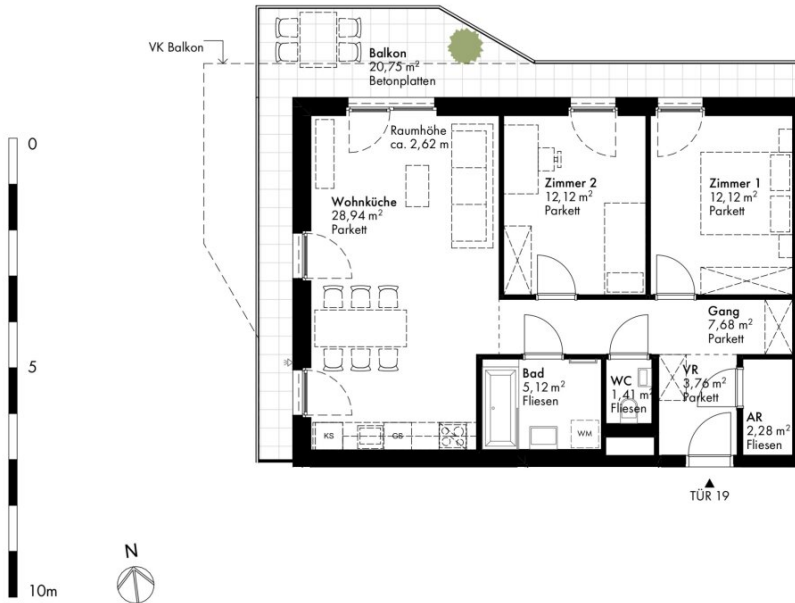 VK Balkon
Balkon
20,75 m²
Betonplatten
0
Raumhöhe
ca. 2,62 m
Wohnküche
28,94 m²
Parkett
Zimmer 2
12,12 m²
Parkett
Zimmer 1
12,12 m²
Parkett
Gang
7,68 m²
Parkett
5
Bad
5,12 m²
Fliesen
WC
1,41 m²
Fliesen
VR
3,76 m²
Parkett
AR
2,28 m²
Fliesen
KS
GS
WM
TÜR 19
N
10m